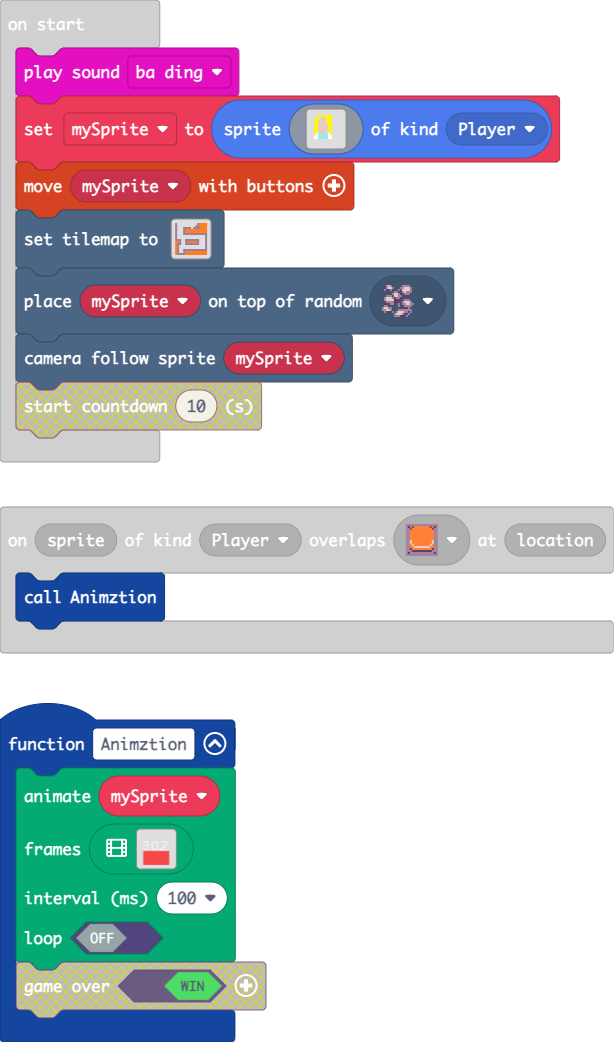 on start
play sound ba ding
set mySprite to sprite of kind Player
move mySprite with buttons
set tilemap to
place mySprite on top of random
camera follow sprite mySprite
start countdown 10 (s)
on sprite of kind Player overlaps at location
call Animztion
function Animztion
animate mySprite
frames
interval (ms) 100
loop OFF
game over WIN